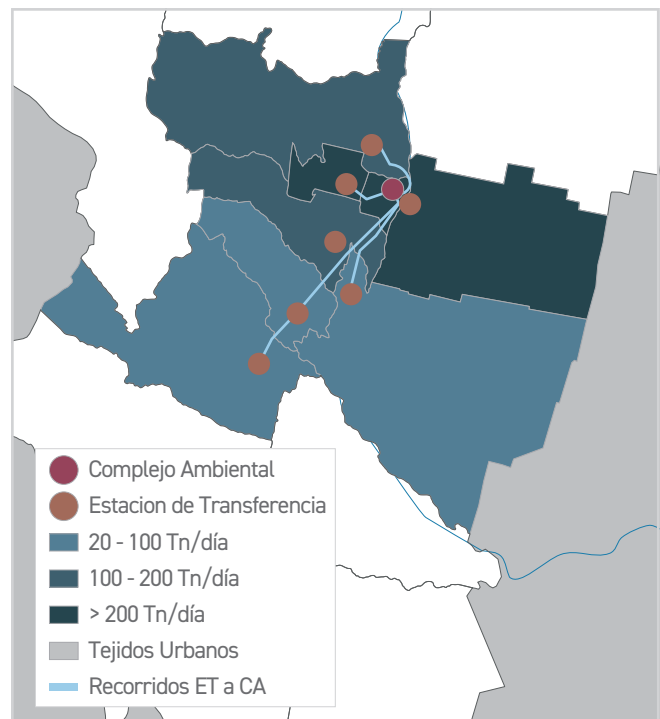 Complejo Ambiental
Estacion de Transferencia
20 - 100 Tn/día
100 - 200 Tn/día
> 200 Tn/día
Tejidos Urbanos
Recorridos ET a CA